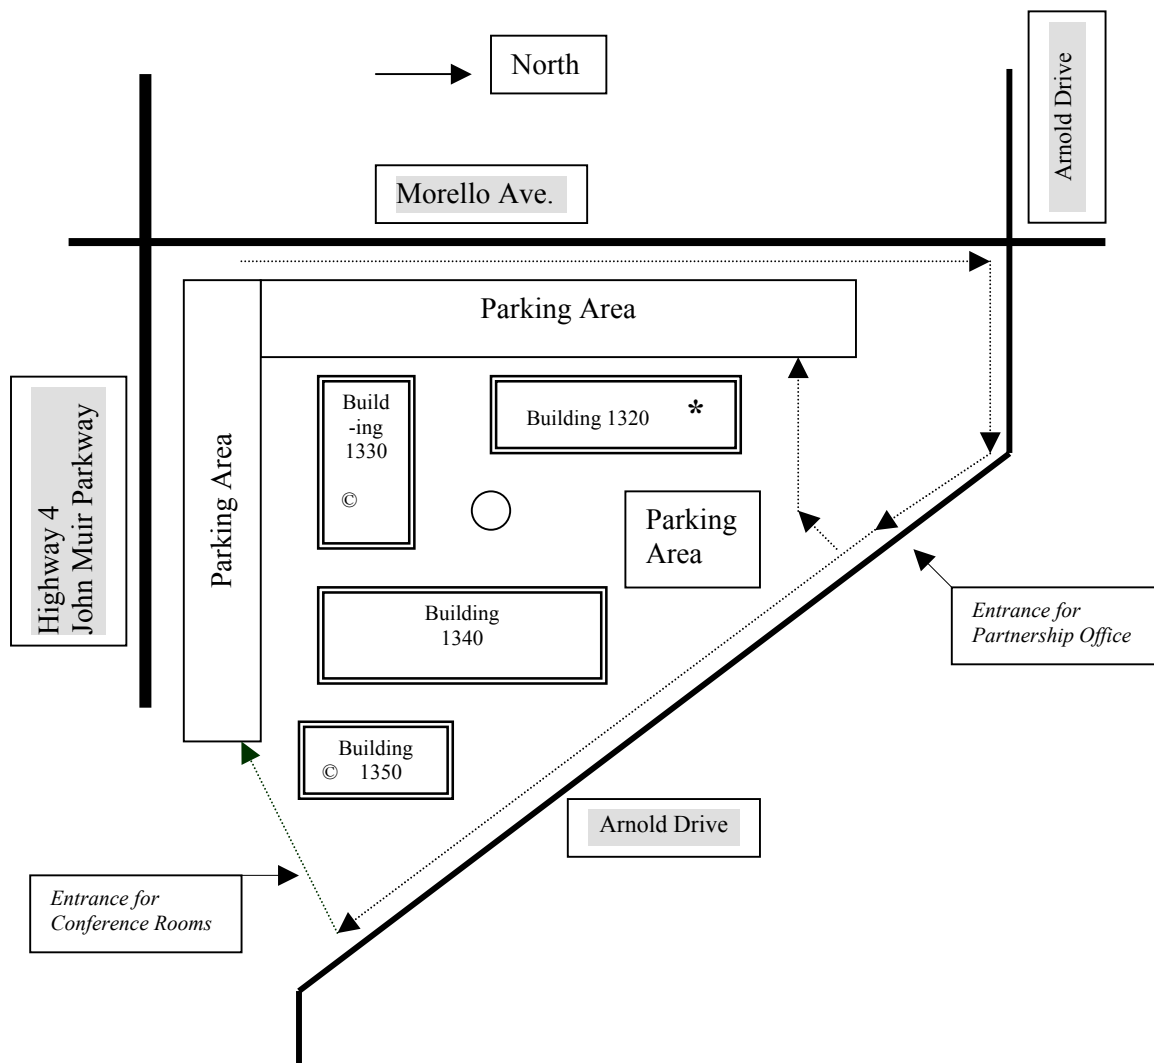 North
Arnold Drive
Morello Ave.
Parking Area
Highway 4
John Muir Parkway
Parking Area
Build
-ing
1330
©
Building 1320 *
Parking
Area
Building
1340
Entrance for
Partnership Office
Building
© 1350
Arnold Drive
Entrance for
Conference Rooms